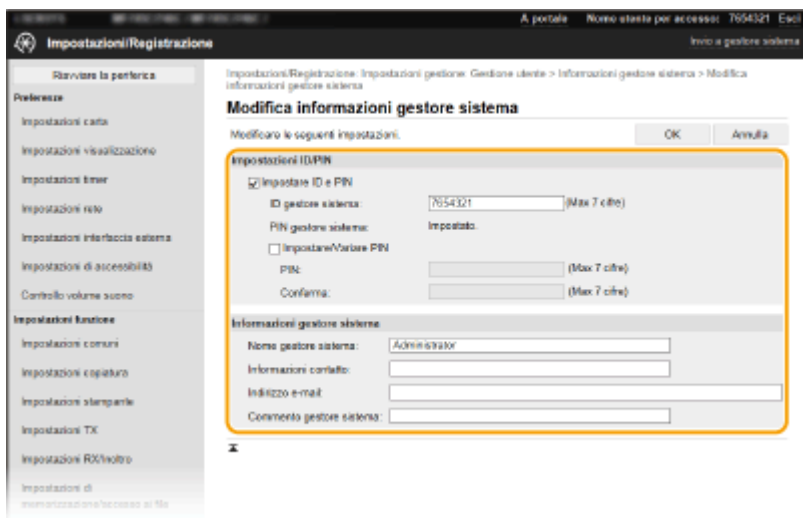 A portale Nome utente per accesso: 7654321 Esci
Impostazioni/Registrazione
Invio a gestore sistema
Riavviare la periferica
Preferenze
Impostazioni carta
Impostazioni visualizzazione
Impostazioni timer
Impostazioni rete
Impostazioni interfaccia esterna
Impostazioni di accessibilità
Controllo volume suono
Impostazioni funzione
Impostazioni comuni
Impostazioni copiatura
Impostazioni stampante
Impostazioni TX
Impostazioni RX/Inoltro
Impostazioni di
memorizzazione/accesso ai file
Impostazioni/Registrazione: Impostazioni gestione: Gestione utente > Informazioni gestore sistema > Modifica
informazioni gestore sistema
Modifica informazioni gestore sistema
Modificare le seguenti impostazioni.
OK Annulla
Impostazioni ID/PIN
Impostare ID e PIN
ID gestore sistema: 7654321 (Max 7 cifre)
PIN gestore sistema: Impostato.
Impostare/Variare PIN
PIN: (Max 7 cifre)
Conferma: (Max 7 cifre)
Informazioni gestore sistema
Nome gestore sistema: Administrator
Informazioni contatto:
Indirizzo e-mail:
Commento gestore sistema: